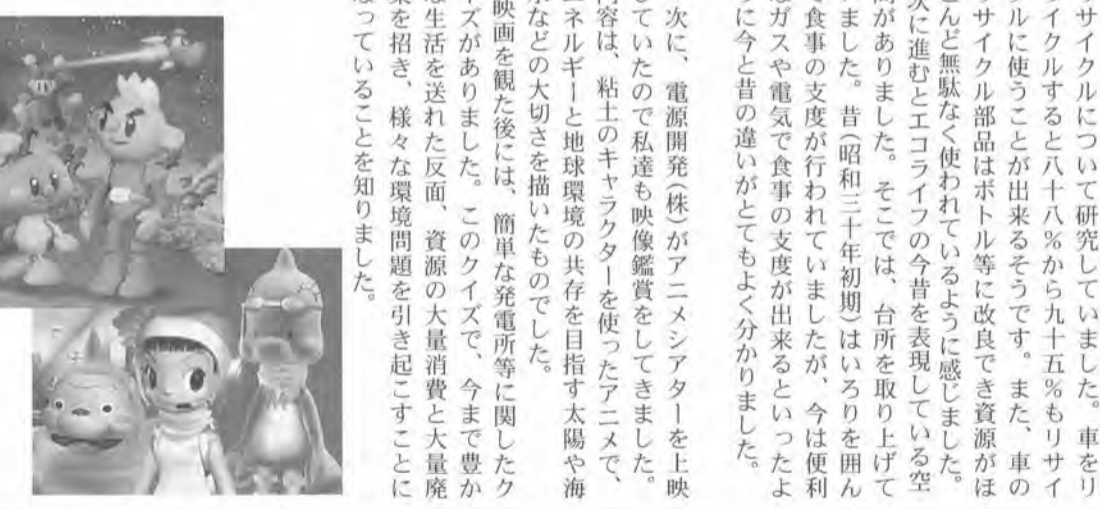 リサイクルについて研究していました。車をリ
サイクルすると八十八％から九十五％もリサイ
クルに使うことが出来るそうです。また、車の
リサイクル部品はボトル等に改良でき資源がほ
とんど無駄なく使われているように感じました。
次に進むとエコライフの今昔を表現している空
間がありました。そこでは、台所を取り上げて
いました。昔（昭和三十年初期）はいろりを囲ん
で食事の支度が行われていましたが、今は便利
なガスや電気で食事の支度が出来るといったよ
うに今と昔の違いがとてもよく分かりました。
次に、電源開発（株）がアニメシアターを上映
していたので私達も映像鑑賞をしてきました。
内容は、粘土のキャラクターを使ったアニメで、
エネルギーと地球環境の共存を目指す太陽や海
水などの大切さを描いたものでした。
映画を観た後には、簡単な発電所等に関したク
イズがありました。このクイズで、今まで豊か
な生活を送れた反面、資源の大量消費と大量廃
棄を招き、様々な環境問題を引き起こすことに
なっていることを知りました。